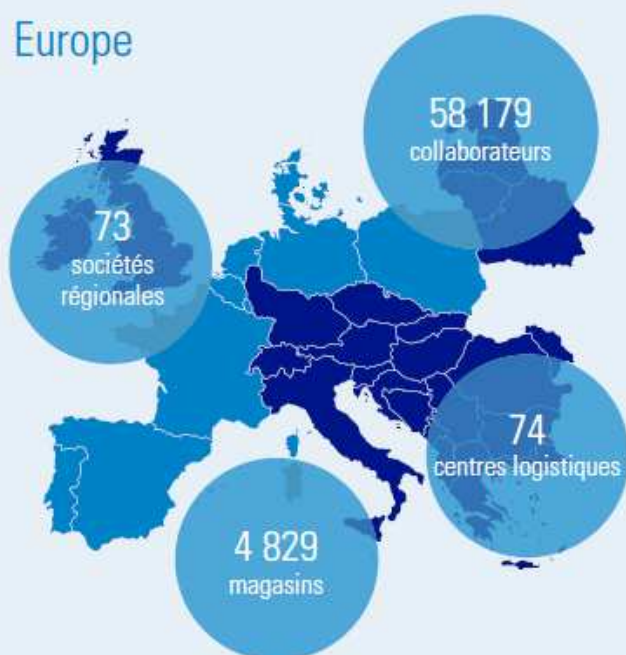 Europe
58 179
collaborateurs
73
sociétés
régionales
74
centres logistiques
4 829
magasins